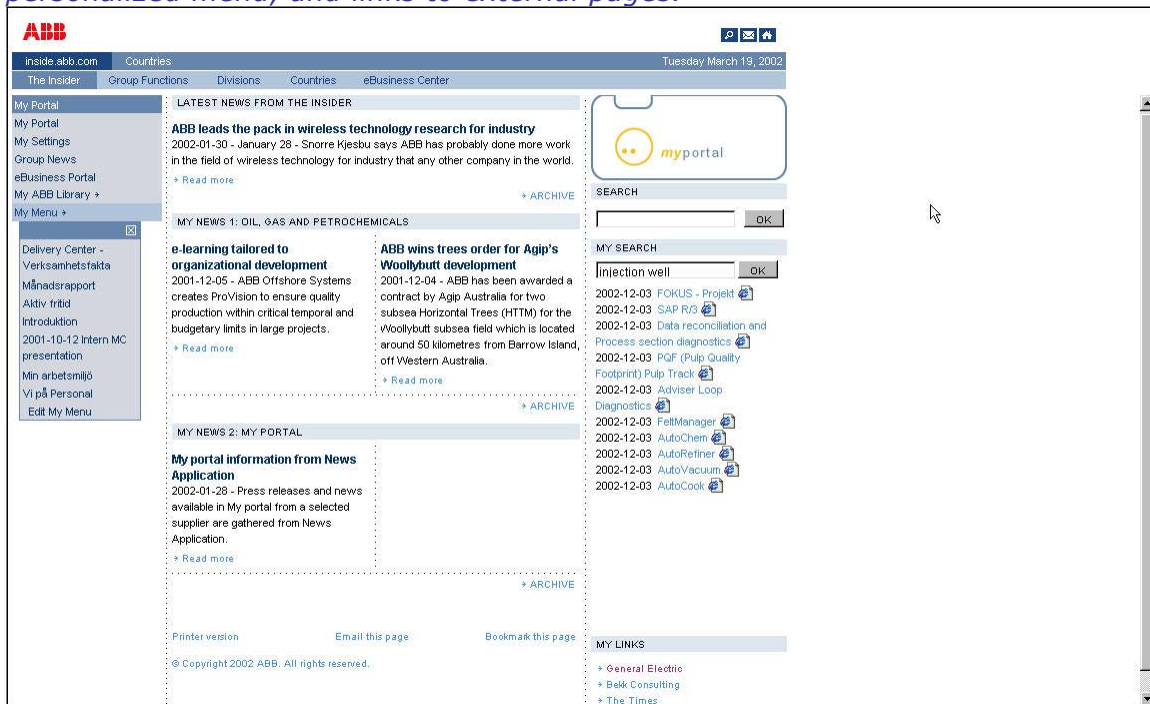 personalized menu) and links to external pages.
ABB
inside.abb.com Countries Tuesday March 19, 2002
The Insider Group Functions Divisions Countries eBusiness Center
My Portal
My Portal
My Settings
Group News
eBusiness Portal
My ABB Library
My Menu
Delivery Center -
Verksamhetsfakta
Månadsrapport
Aktiv fritid
Introduktion
2001-10-12 Intern MC
presentation
Min arbetsmiljö
Vi på Personal
Edit My Menu
LATEST NEWS FROM THE INSIDER
ABB leads the pack in wireless technology research for industry
2002-01-30 - January 28 - Snorre Kjesbu says ABB has probably done more work
in the field of wireless technology for industry that any other company in the world.
Read more
ARCHIVE
MY NEWS 1: OIL, GAS AND PETROCHEMICALS
e-learning tailored to
organizational development
2001-12-05 - ABB Offshore Systems
creates ProVision to ensure quality
production within critical temporal and
budgetary limits in large projects.
Read more
ABB wins trees order for Agip's
Woollybutt development
2001-12-04 - ABB has been awarded a
contract by Agip Australia for two
subsea Horizontal Trees (HTTM) for the
Woollybutt subsea field which is located
around 50 kilometres from Barrow Island,
off Western Australia.
Read more
ARCHIVE
MY NEWS 2: MY PORTAL
My portal information from News
Application
2002-01-28 - Press releases and news
available in My portal from a selected
supplier are gathered from News
Application.
Read more
ARCHIVE
Printer version Email this page Bookmark this page
© Copyright 2002 ABB. All rights reserved.
myportal
SEARCH
OK
MY SEARCH
injection well OK
2002-12-03 FOKUS - Projekt
2002-12-03 SAP R/3
2002-12-03 Data reconciliation and
Process section diagnostics
2002-12-03 PQF (Pulp Quality
Footprint) Pulp Track
2002-12-03 Adviser Loop
Diagnostics
2002-12-03 FeltManager
2002-12-03 AutoChem
2002-12-03 AutoRefiner
2002-12-03 AutoVacuum
2002-12-03 AutoCook
MY LINKS
General Electric
Bekk Consulting
The Times